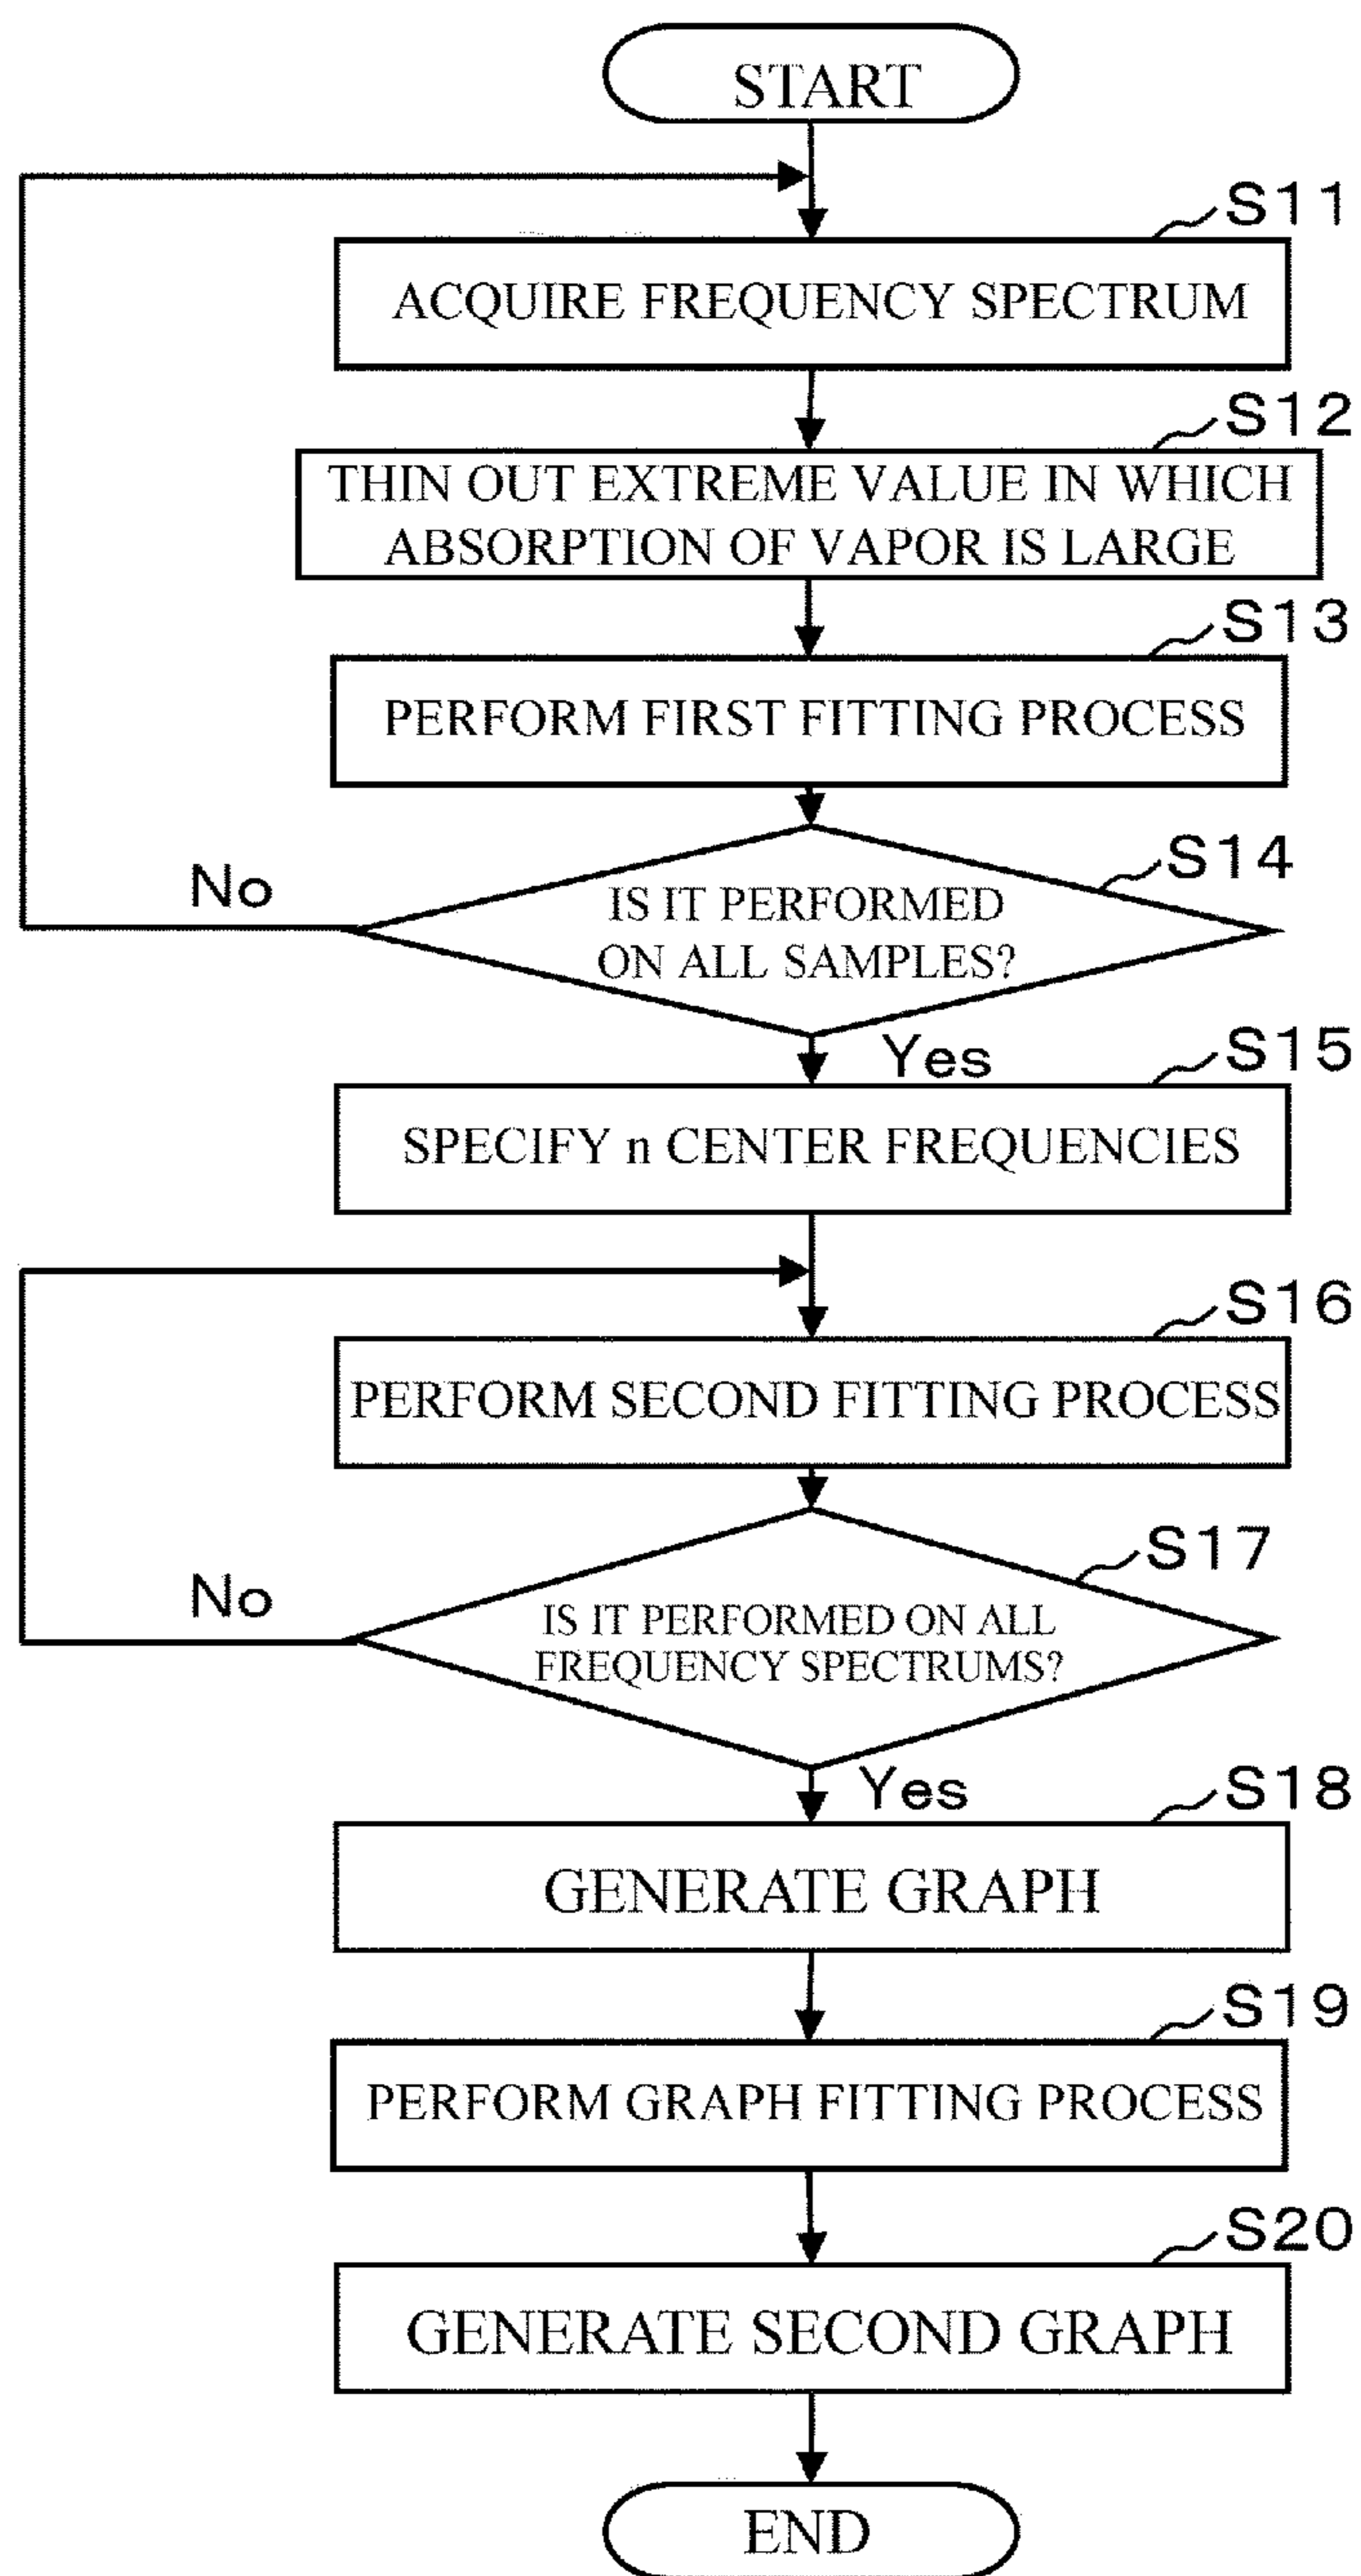 START
S11
ACQUIRE FREQUENCY SPECTRUM
S12
THIN OUT EXTREME VALUE IN WHICH
ABSORPTION OF VAPOR IS LARGE
S13
PERFORM FIRST FITTING PROCESS
S14
No
IS IT PERFORMED
ON ALL SAMPLES?
Yes
S15
SPECIFY n CENTER FREQUENCIES
S16
PERFORM SECOND FITTING PROCESS
S17
No
IS IT PERFORMED ON ALL
FREQUENCY SPECTRUMS?
Yes
S18
GENERATE GRAPH
S19
PERFORM GRAPH FITTING PROCESS
S20
GENERATE SECOND GRAPH
END